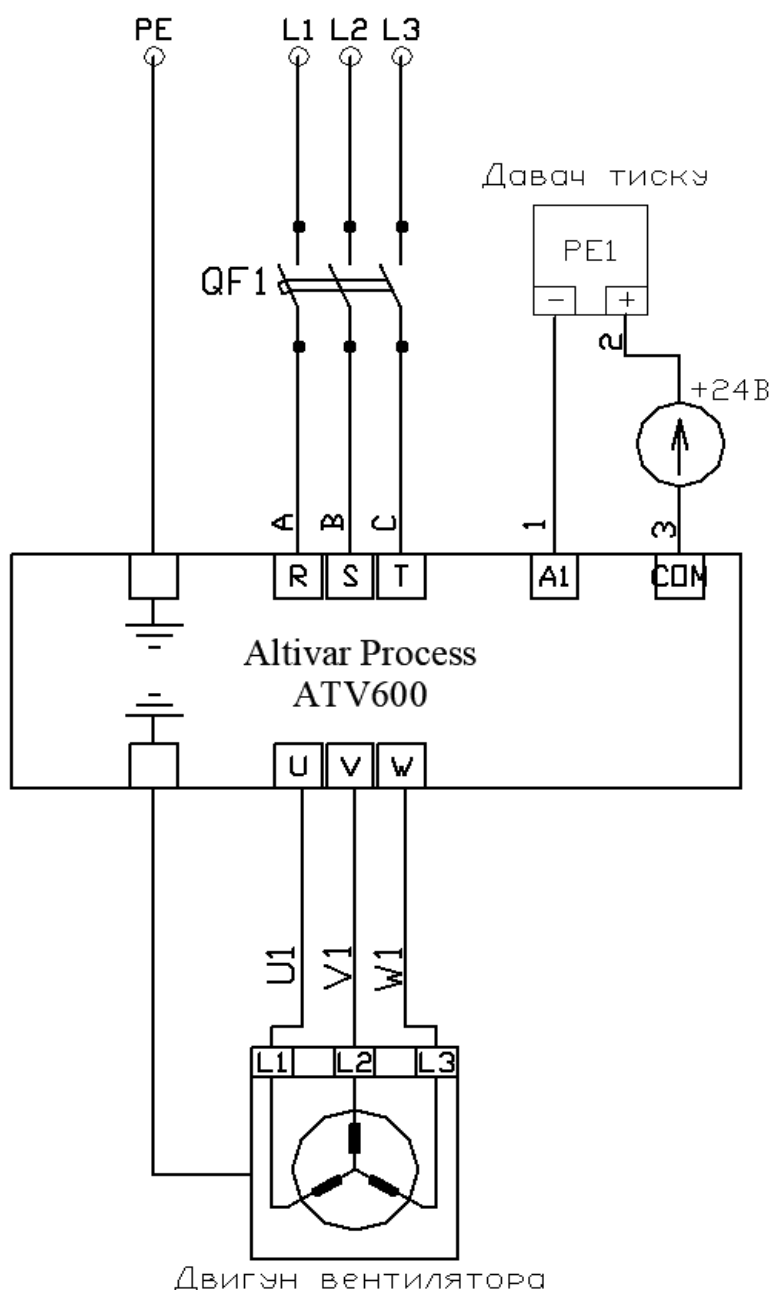 PE L1 L2 L3
Давач тиску
QF1
PE1
- +
2
+24В
A B C 1 3
R S T A1 COM
Altivar Process
ATV600
U V W
U1 V1 W1
L1 L2 L3
Двигун вентилятора